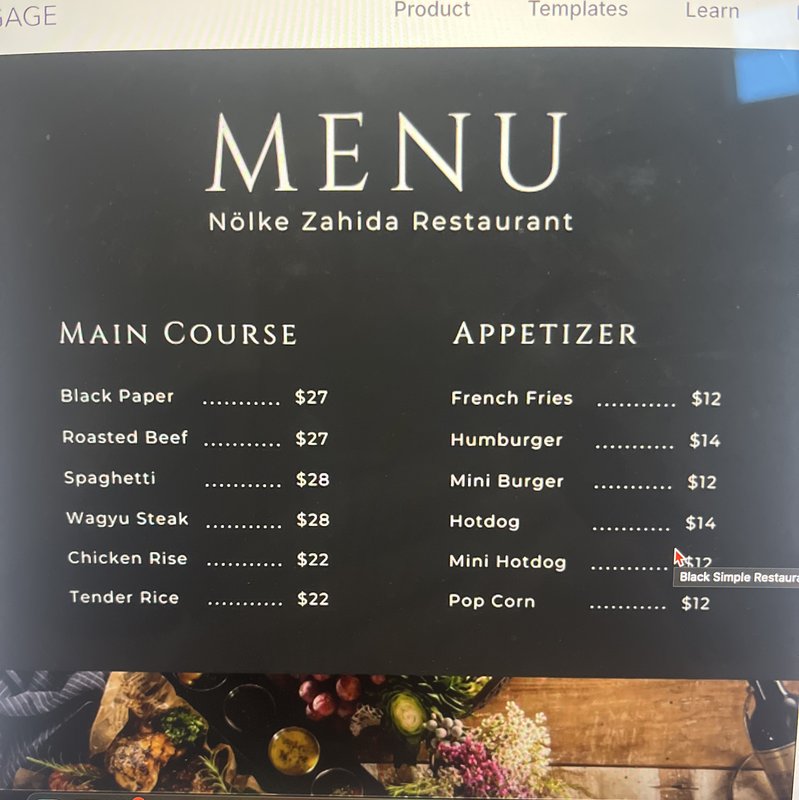 GAGE
Product Templates Learn
MENU
Nölke Zahida Restaurant
MAIN COURSE
Black Paper ........... $27
Roasted Beef ........... $27
Spaghetti ........... $28
Wagyu Steak ........... $28
Chicken Rise ........... $22
Tender Rice ........... $22
APPETIZER
French Fries ........... $12
Humburger ........... $14
Mini Burger ........... $12
Hotdog ........... $14
Mini Hotdog ........... $12
Pop Corn ........... $12
Black Simple Restaura